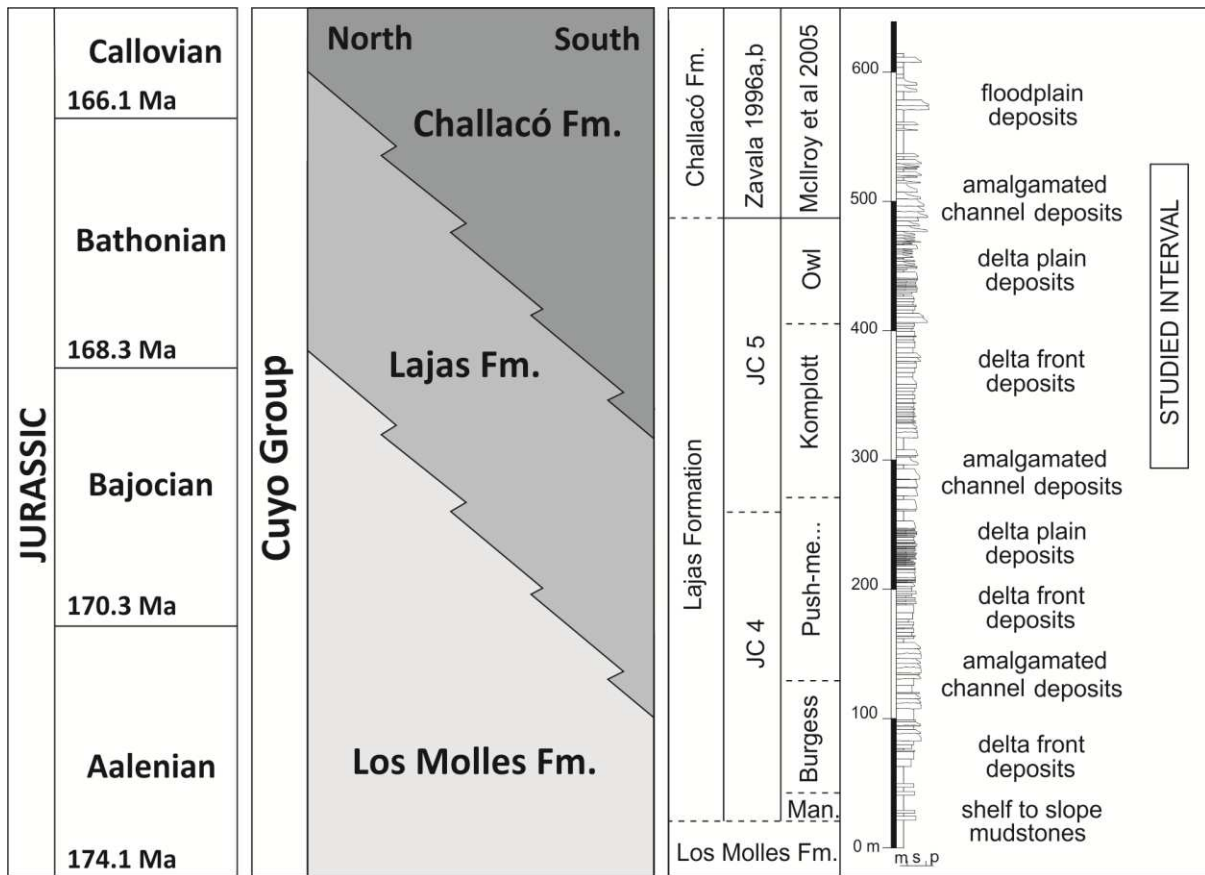 JURASSIC
Callovian
166.1 Ma
Bathonian
168.3 Ma
Bajocian
170.3 Ma
Aalenian
174.1 Ma
Cuyo Group
North
South
Challacó Fm.
Lajas Fm.
Los Molles Fm.
Challacó Fm.
Lajas Formation
Los Molles Fm.
Zavala 1996a,b
JC 5
JC 4
McIlroy et al 2005
Owl
Komplott
Push-me...
Burgess
Man.
600
500
400
300
200
100
0 m
m s p
floodplain
deposits
amalgamated
channel deposits
delta plain
deposits
delta front
deposits
amalgamated
channel deposits
delta plain
deposits
delta front
deposits
amalgamated
channel deposits
delta front
deposits
shelf to slope
mudstones
STUDIED INTERVAL